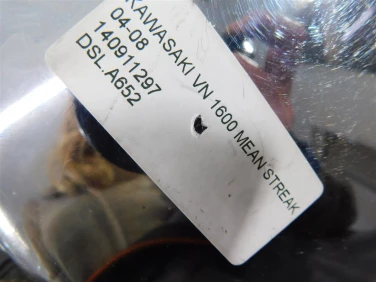 KAWASAKI VN 1600 MEAN STREAK
04-08
140911297
DSL.A652